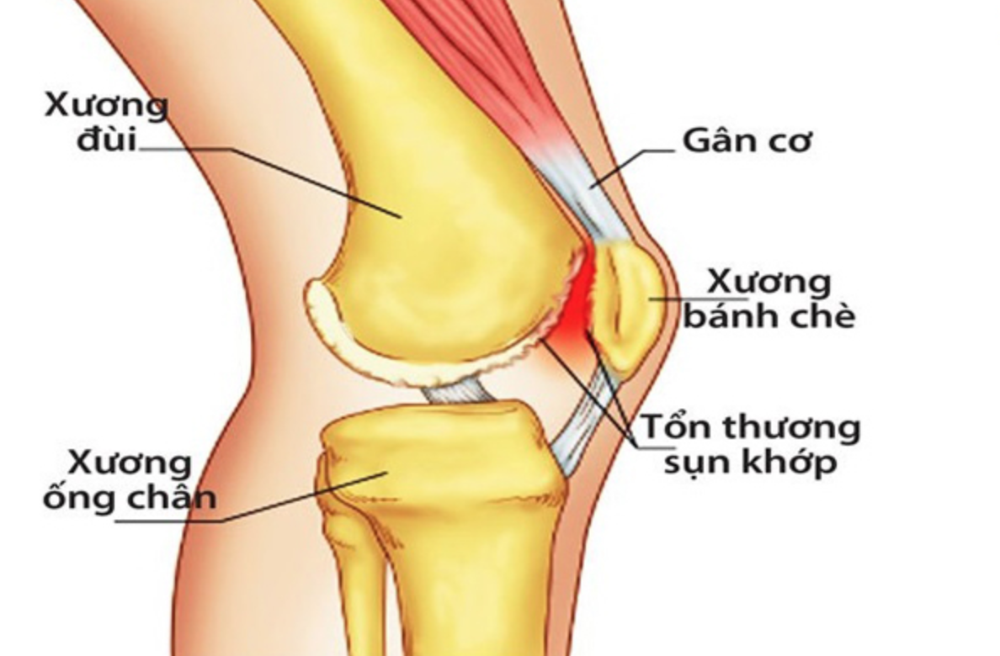 Xương
đùi
Gân cơ
Xương
bánh chè
Tổn thương
sụn khớp
Xương
ống chân